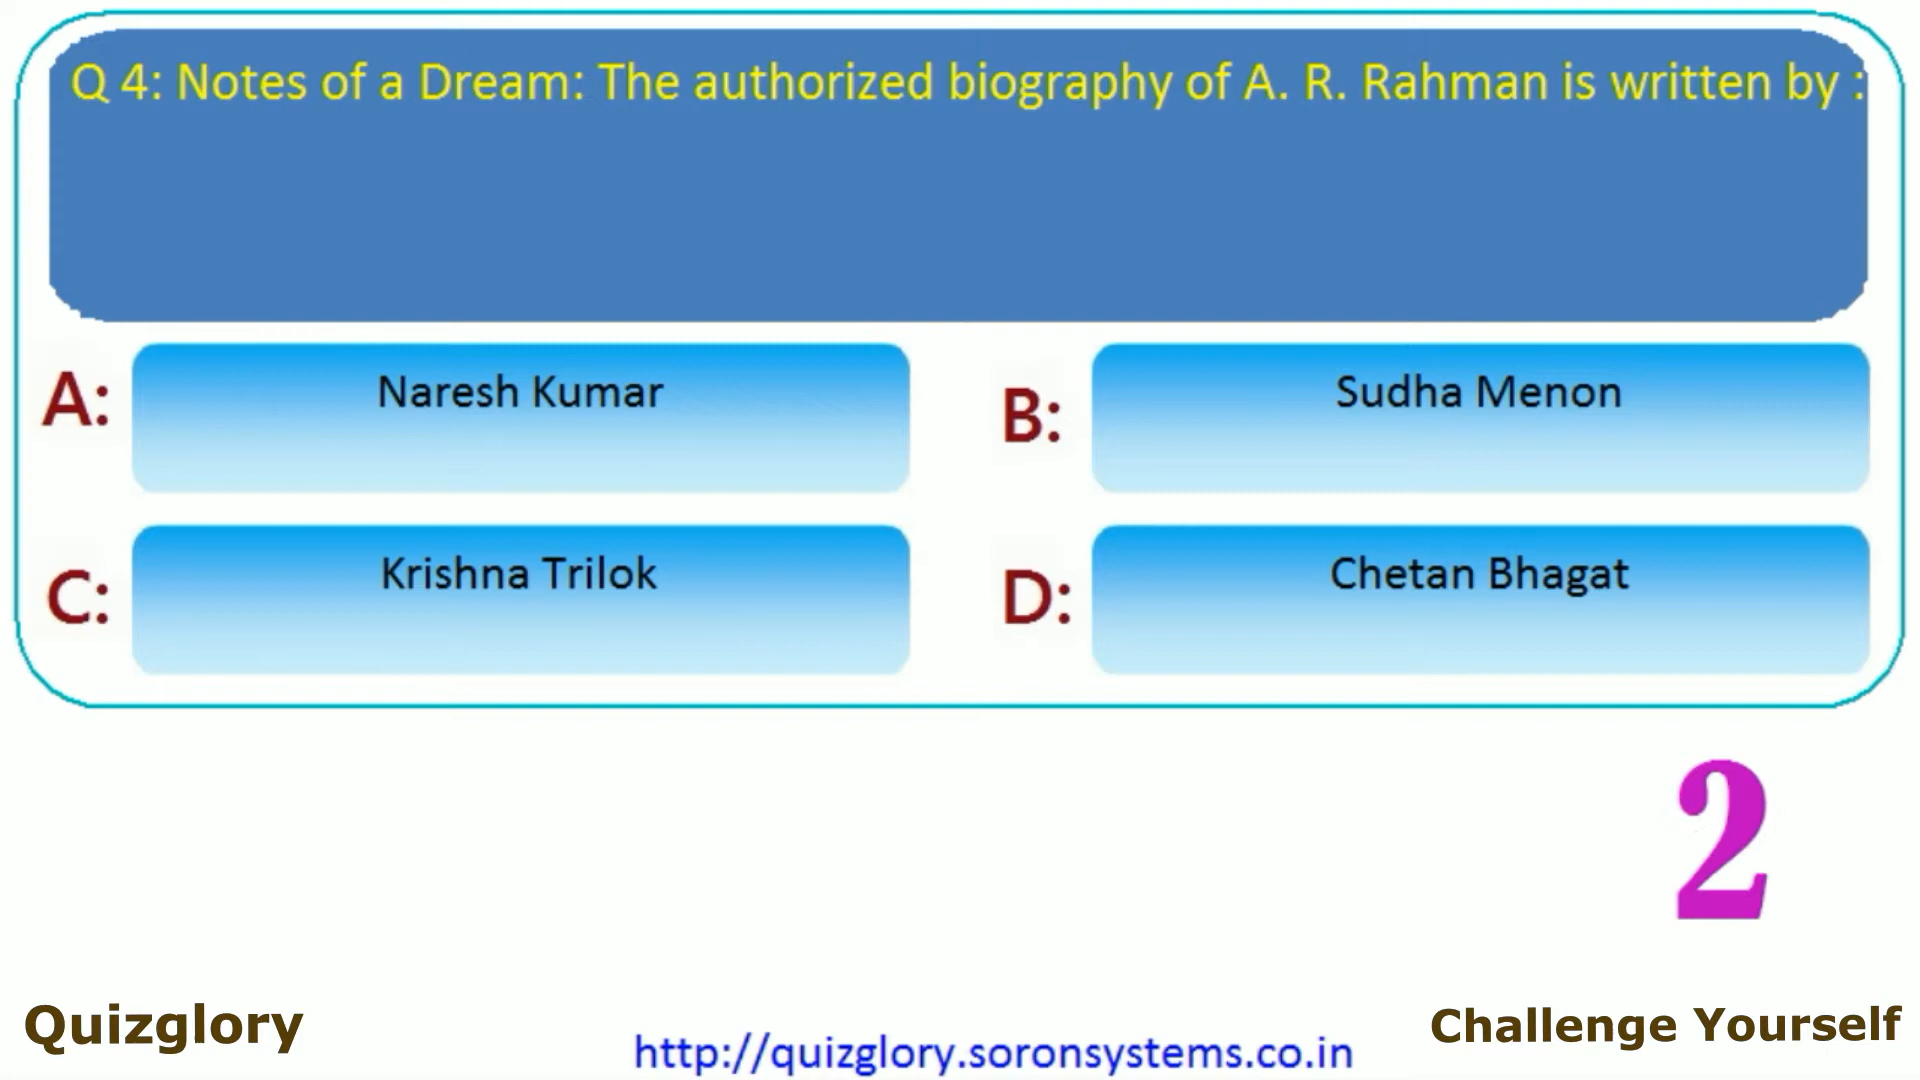 Q 4: Notes of a Dream: The authorized biography of A. R. Rahman is written by :
A: Naresh Kumar
B: Sudha Menon
C: Krishna Trilok
D: Chetan Bhagat
2
Quizglory
http://quizglory.soronsystems.co.in
Challenge Yourself